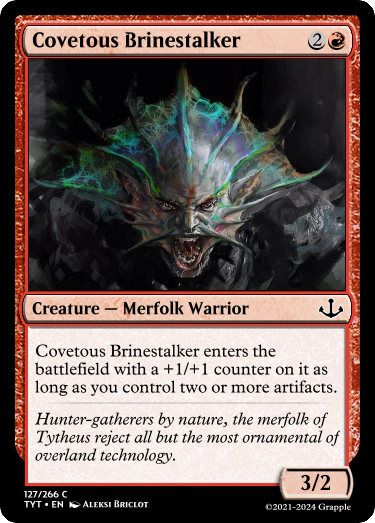 Covetous Brinestalker 2
Creature — Merfolk Warrior
Covetous Brinestalker enters the
battlefield with a +1/+1 counter on it as
long as you control two or more artifacts.
Hunter-gatherers by nature, the merfolk of
Tytheus reject all but the most ornamental of
overland technology.
3/2
127/266 C
TYT • EN Aleksi Briclot
©2021-2024 Grapple